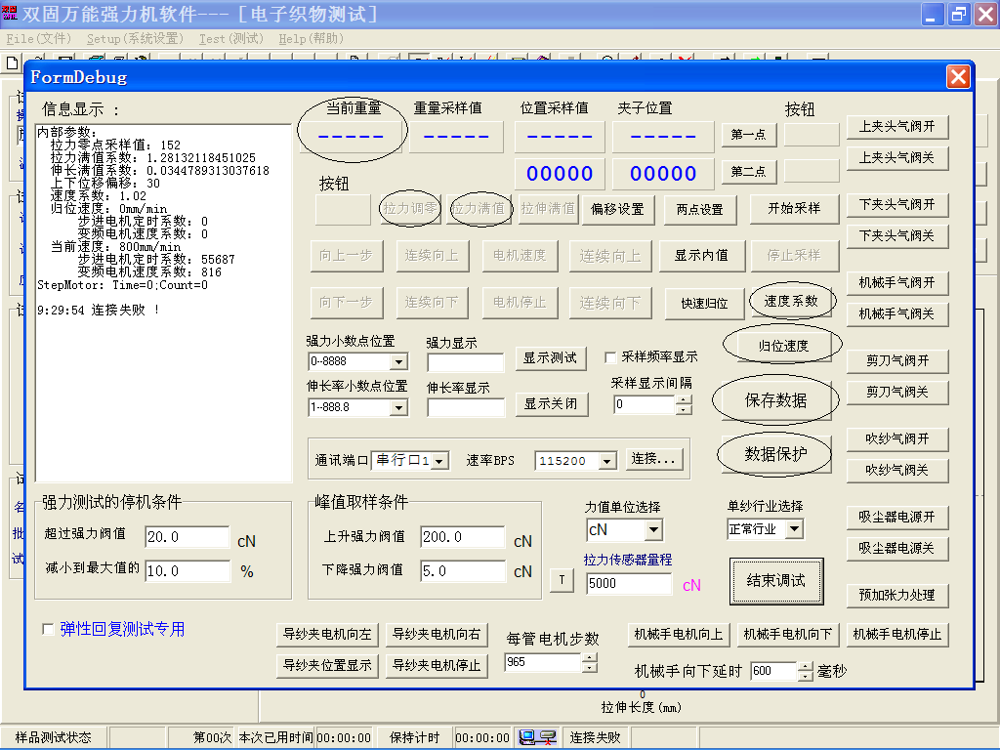 双固万能强力机软件---[电子织物测试]
File(文件) Setup(系统设置) Test(测试) Help(帮助)
FormDebug
信息显示 :
内部参数:
拉力零点采样值: 152
拉力满值系数: 1.28132118451025
伸长满值系数: 0.0344789313037618
上下位移偏移: 30
速度系数: 1.02
归位速度: 0mm/min
步进电机定时系数: 0
变频电机速度系数: 0
当前速度: 800mm/min
步进电机定时系数: 55687
变频电机速度系数: 816
StepMotor: Time=0;Count=0
9:29:54 连接失败 !
当前重量 重量采样值 位置采样值 夹子位置 按钮
----- ----- ----- ----- 第一点
00000 00000 第二点
按钮
拉力调零 拉力满值 拉伸满值 偏移设置 两点设置 开始采样
向上一步 连续向上 电机速度 连续向上 显示内值 停止采样
向下一步 连续向下 电机停止 连续向下 快速归位 速度系数
归位速度
保存数据
数据保护
强力小数点位置 强力显示
0--8888 显示测试 采样频率显示
伸长率小数点位置 伸长率显示 采样显示间隔
1--888.8 显示关闭 0
通讯端口 串行口1 速率BPS 115200 连接...
上夹头气阀开
上夹头气阀关
下夹头气阀开
下夹头气阀关
机械手气阀开
机械手气阀关
剪刀气阀开
剪刀气阀关
吹纱气阀开
吹纱气阀关
吸尘器电源开
吸尘器电源关
预加张力处理
强力测试的停机条件
超过强力阀值 20.0 cN
减小到最大值的 10.0 %
峰值取样条件
上升强力阀值 200.0 cN
下降强力阀值 5.0 cN
T
力值单位选择 单纱行业选择
cN 正常行业
拉力传感器量程
5000 cN
结束调试
弹性回复测试专用
导纱夹电机向左 导纱夹电机向右 每管电机步数 机械手电机向上 机械手电机向下 机械手电机停止
导纱夹位置显示 导纱夹电机停止 965 机械手向下延时 600 毫秒
0
拉伸长度(mm)
样品测试状态 第00次 本次已用时间 00:00:00 保持计时 00:00:00 连接失败